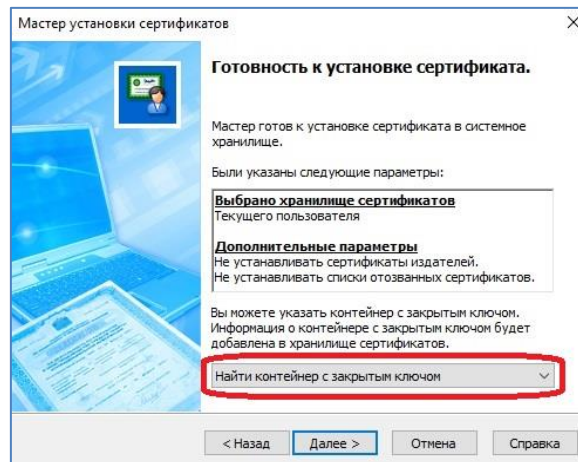 Мастер установки сертификатов
Готовность к установке сертификата.
Мастер готов к установке сертификата в системное
хранилище.
Были указаны следующие параметры:
Выбрано хранилище сертификатов
Текущего пользователя
Дополнительные параметры
Не устанавливать сертификаты издателей.
Не устанавливать списки отозванных сертификатов.
Вы можете указать контейнер с закрытым ключом.
Информация о контейнере с закрытым ключом будет
добавлена в хранилище сертификатов.
Найти контейнер с закрытым ключом
< Назад
Далее >
Отмена
Справка